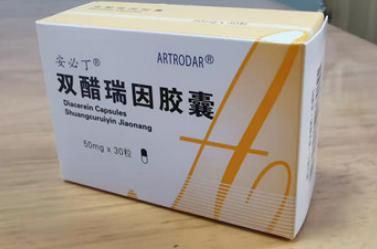 安必丁® ARTRODAR®
双醋瑞因胶囊
Diacerein Capsules
Shuangcuruiyin Jiaonang
50mg x 30粒